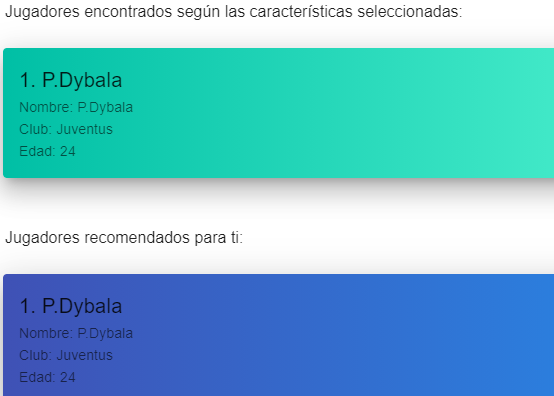 Jugadores encontrados según las características seleccionadas:
1. P.Dybala
Nombre: P.Dybala
Club: Juventus
Edad: 24
Jugadores recomendados para ti:
1. P.Dybala
Nombre: P.Dybala
Club: Juventus
Edad: 24